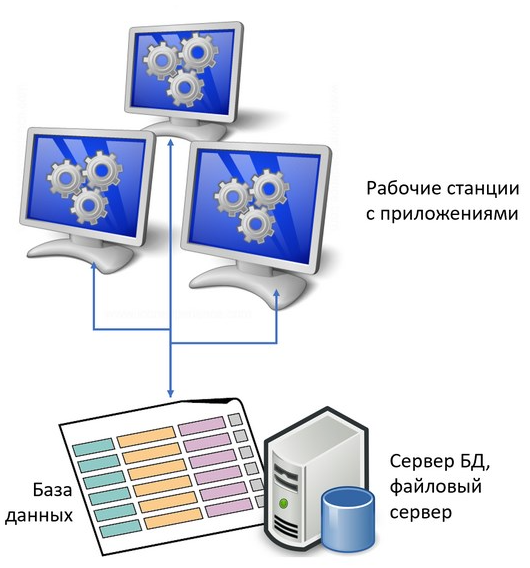 Рабочие станции
с приложениями
База
данных
Сервер БД,
файловый
сервер